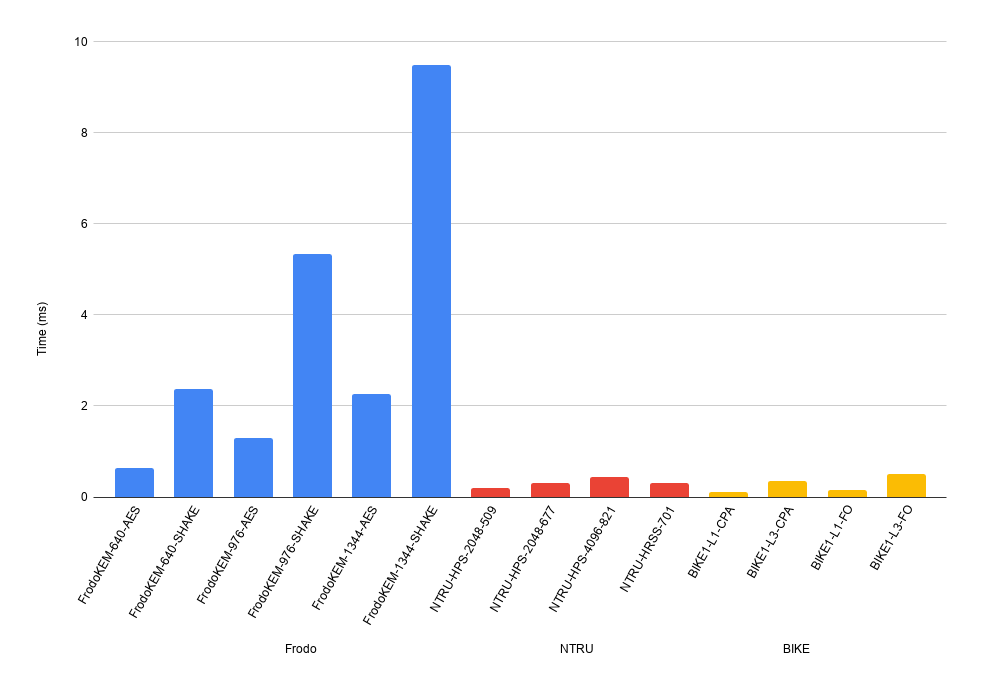 10
8
6
4
2
0
Time (ms)
FrodoKEM-640-AES
FrodoKEM-640-SHAKE
FrodoKEM-976-AES
FrodoKEM-976-SHAKE
FrodoKEM-1344-AES
FrodoKEM-1344-SHAKE
NTRU-HPS-2048-509
NTRU-HPS-2048-677
NTRU-HPS-4096-821
NTRU-HRSS-701
BIKE1-L1-CPA
BIKE1-L3-CPA
BIKE1-L1-FO
BIKE1-L3-FO
Frodo
NTRU
BIKE